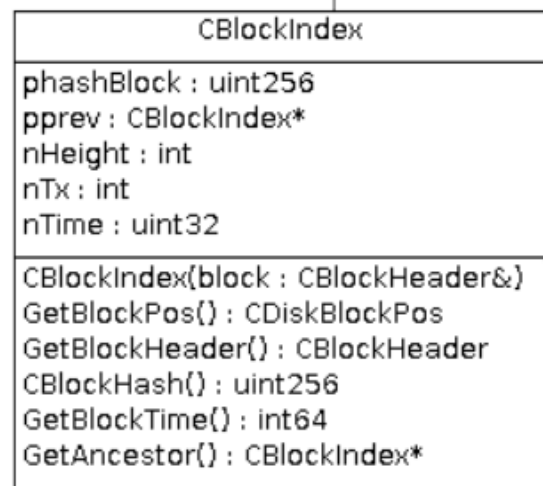 CBlockIndex
phashBlock : uint256
pprev : CBlockIndex*
nHeight : int
nTx : int
nTime : uint32
CBlockIndex(block : CBlockHeader&)
GetBlockPos() : CDiskBlockPos
GetBlockHeader() : CBlockHeader
CBlockHash() : uint256
GetBlockTime() : int64
GetAncestor() : CBlockIndex*